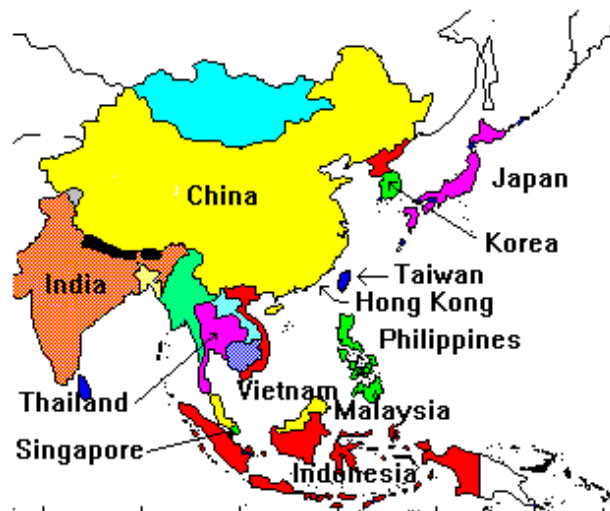 China
Japan
Korea
India
Taiwan
Hong Kong
Philippines
Thailand
Vietnam
Malaysia
Singapore
Indonesia